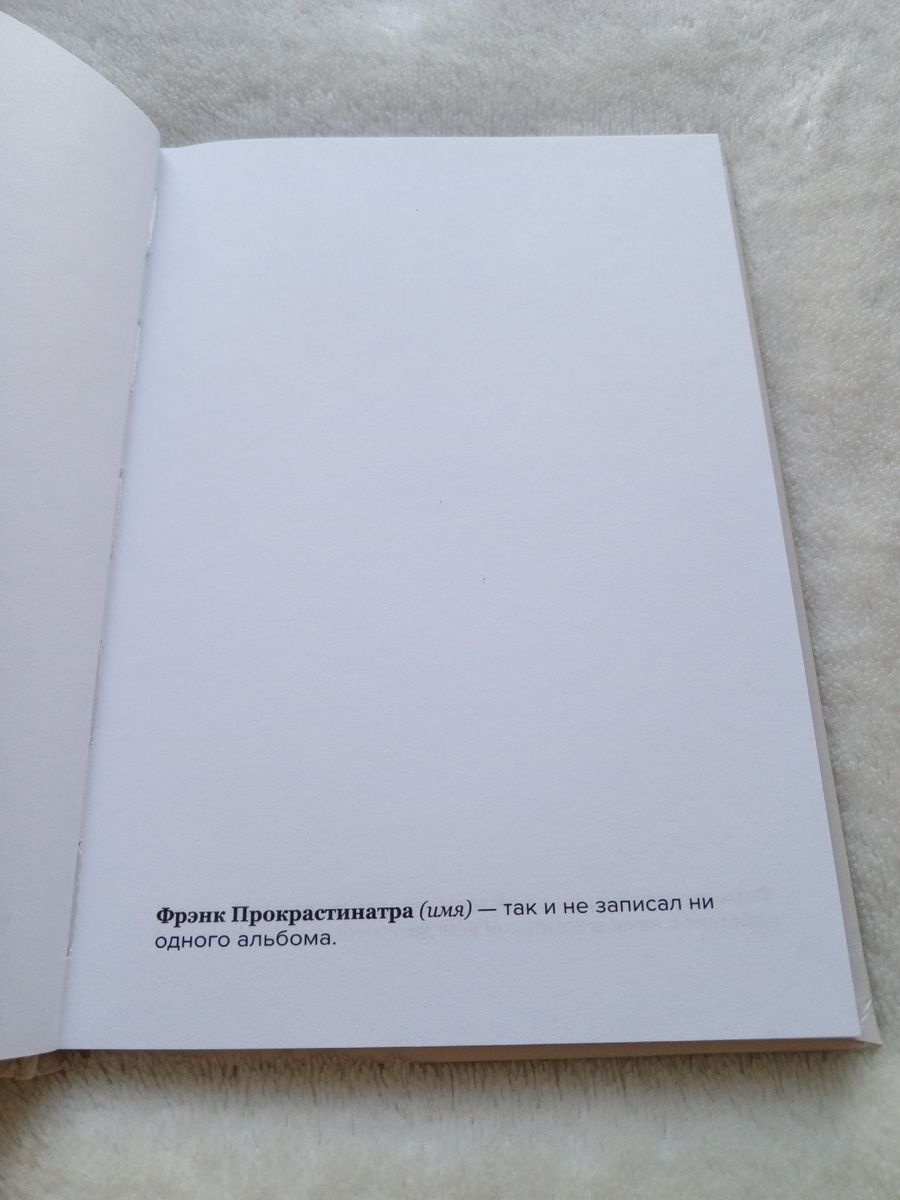 Фрэнк Прокрастинатра (имя) — так и не записал ни
одного альбома.